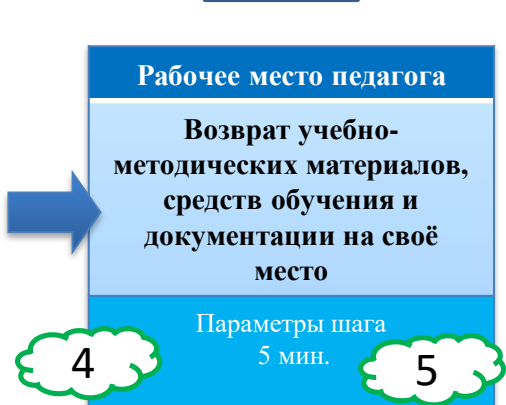 Рабочее место педагога
Возврат учебно-
методических материалов,
средств обучения и
документации на своё
место
Параметры шага
5 мин.
4
5